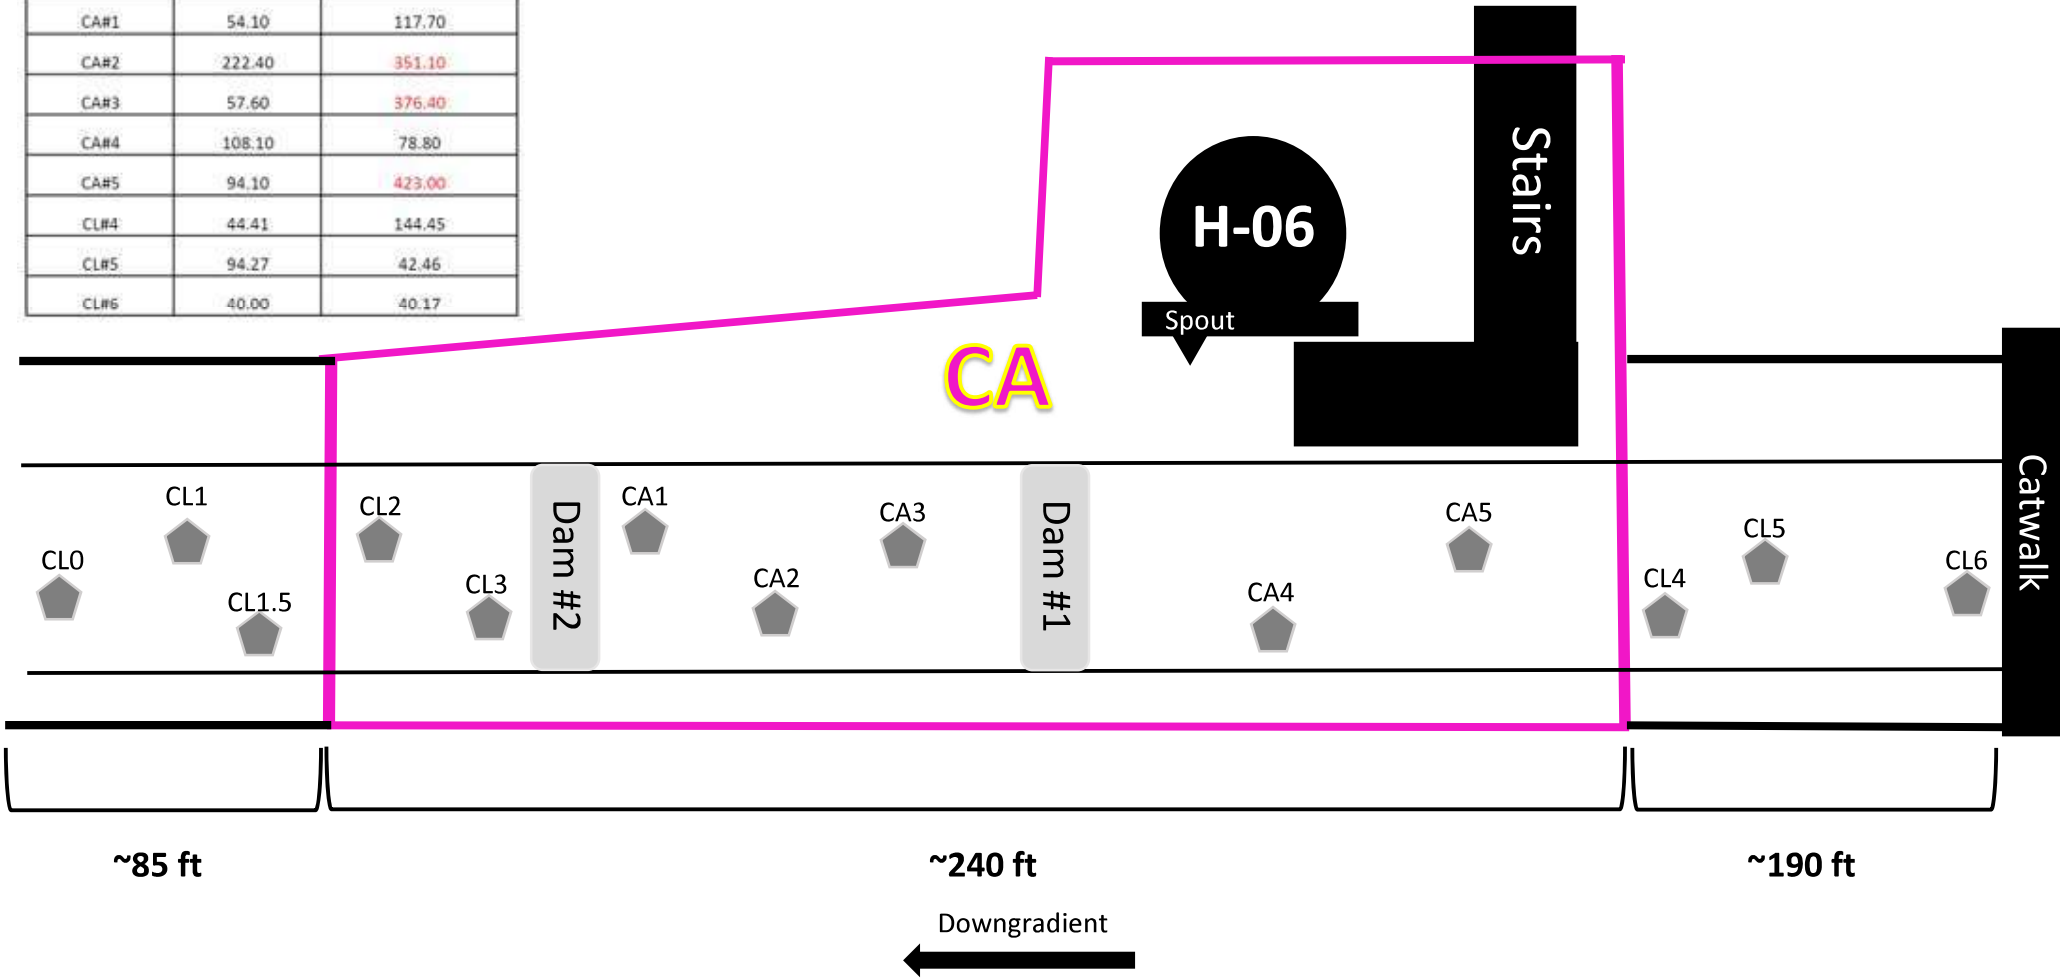 CA#1 54.10 117.70
CA#2 222.40 351.10
CA#3 57.60 376.40
CA#4 108.10 78.80
CA#5 94.10 423.00
CL#4 44.41 144.45
CL#5 94.27 42.46
CL#6 40.00 40.17
Stairs
H-06
Spout
CA
Catwalk
CL0
CL1
CL1.5
CL2
CL3
Dam #2
CA1
CA2
CA3
Dam #1
CA4
CA5
CL4
CL5
CL6
~85 ft
~240 ft
~190 ft
Downgradient